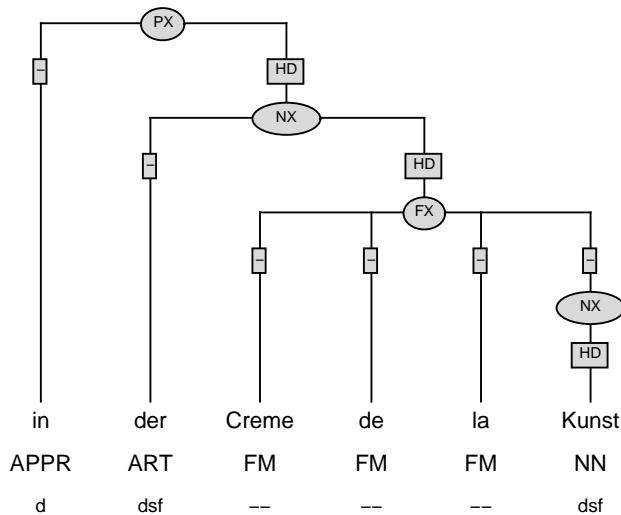 PX
– HD
NX
– HD
FX
– – – –
NX
HD
in der Creme de la Kunst
APPR ART FM FM FM NN
d dsf –– –– –– dsf